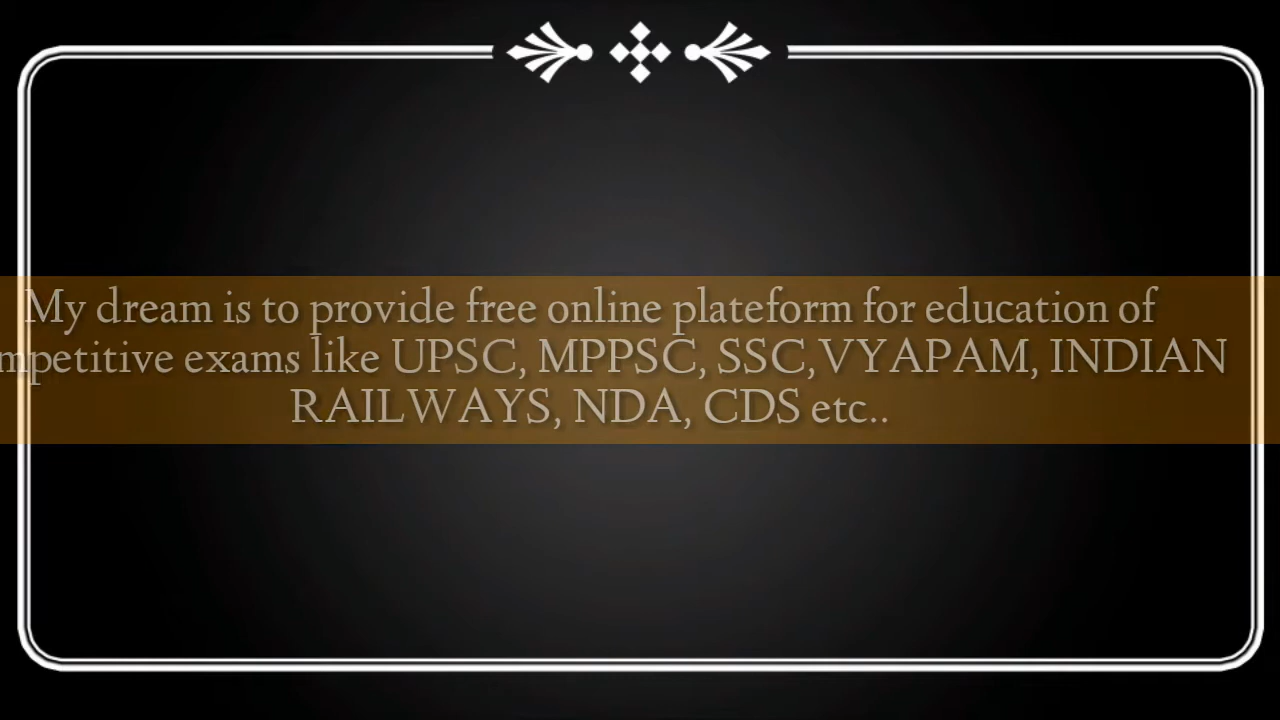 My dream is to provide free online plateform for education of
mpetitive exams like UPSC, MPPSC, SSC,VYAPAM, INDIAN
RAILWAYS, NDA, CDS etc..